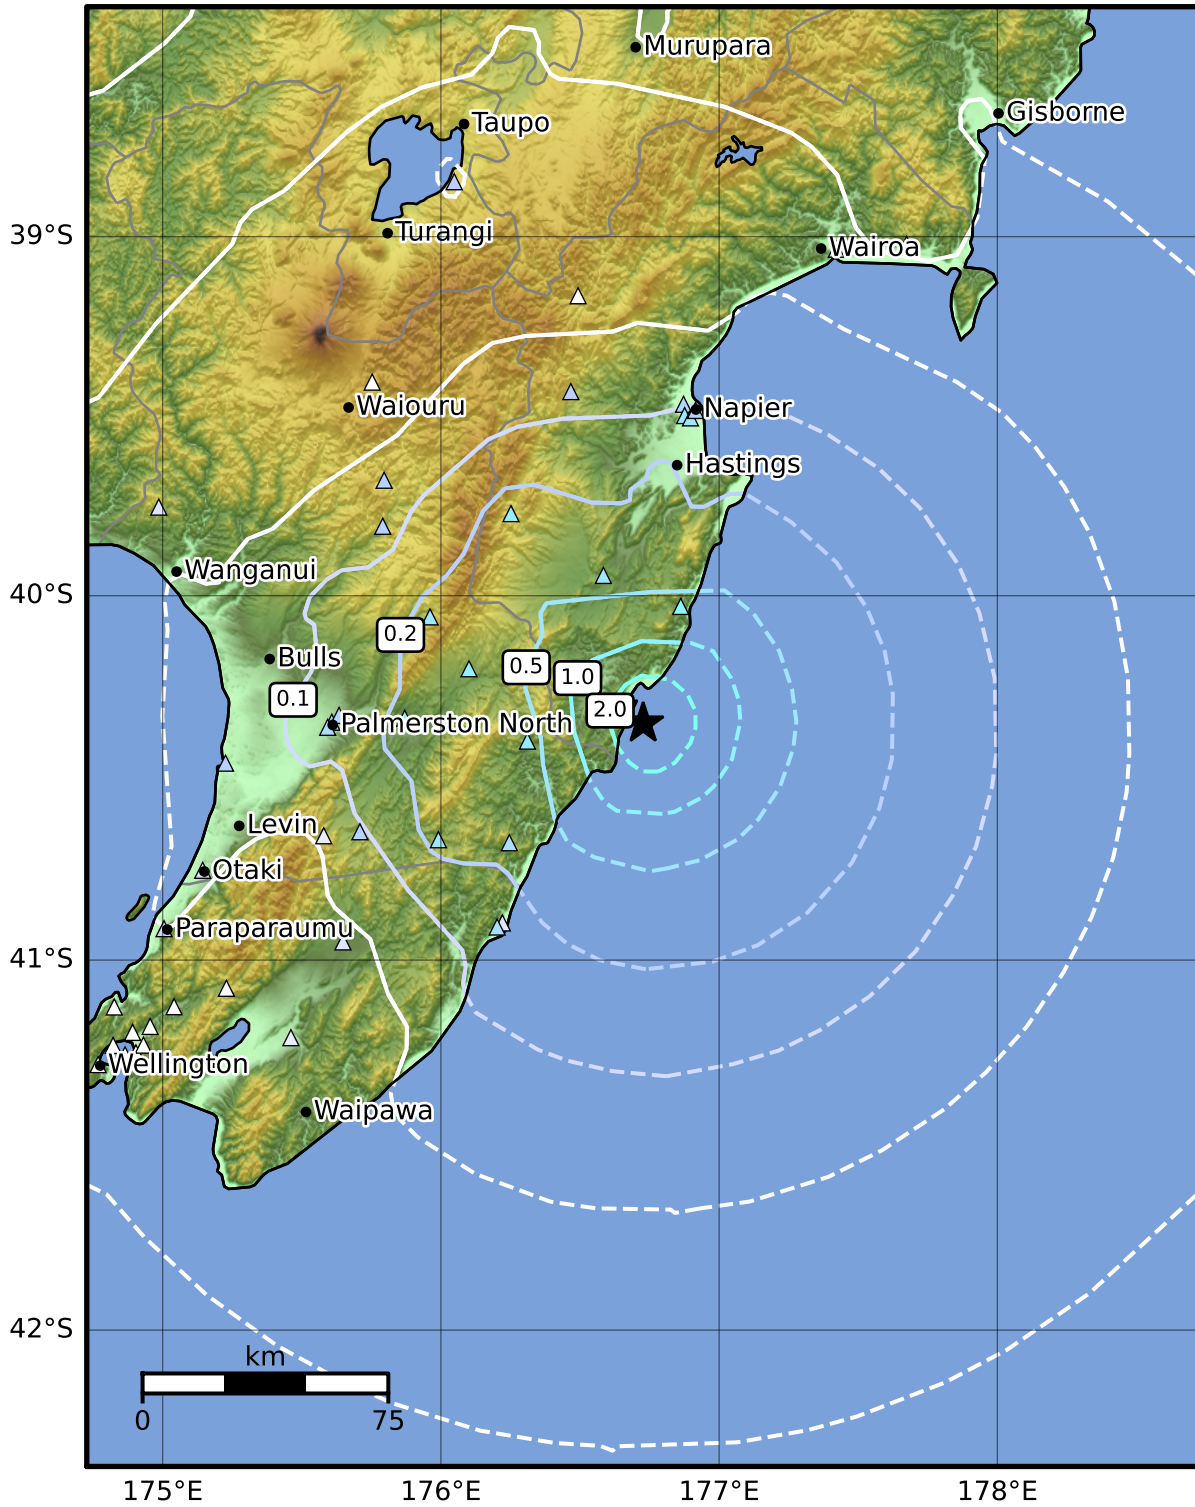 Murupara
Gisborne
Taupo
39°S
Turangi
Wairoa
Waiouru
Napier
Hastings
Wanganui
40°S
0.2
Bulls
0.5
1.0
0.1
2.0
Palmerston North
Levin
Otaki
Paraparaumu
41°S
Wellington
Waipawa
42°S
km
0
75
175°E
176°E
177°E
178°E